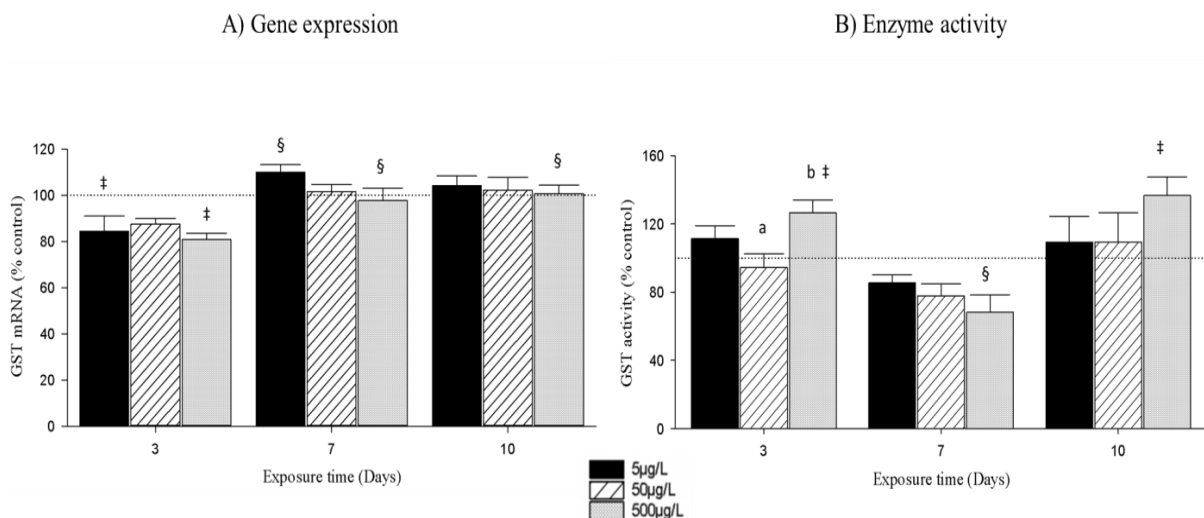 A) Gene expression
B) Enzyme activity
GST mRNA (% control)
120
100
80
60
40
20
0
‡
‡
§
§
§
3
7
10
Exposure time (Days)
GST activity (% control)
160
120
80
40
0
a
b ‡
§
‡
3
7
10
Exposure time (Days)
5µg/L
50µg/L
500µg/L